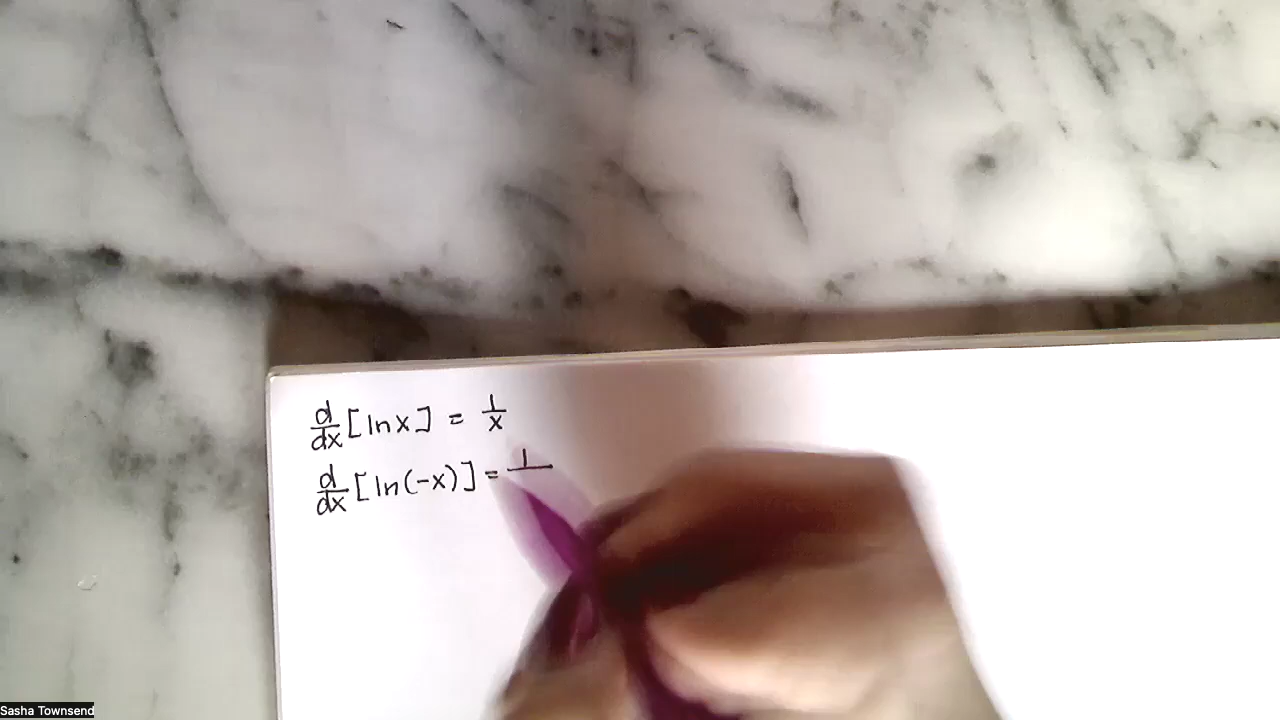 d/dx [ln x] = 1/x
d/dx [ln(-x)] = 1/
Sasha Townsend